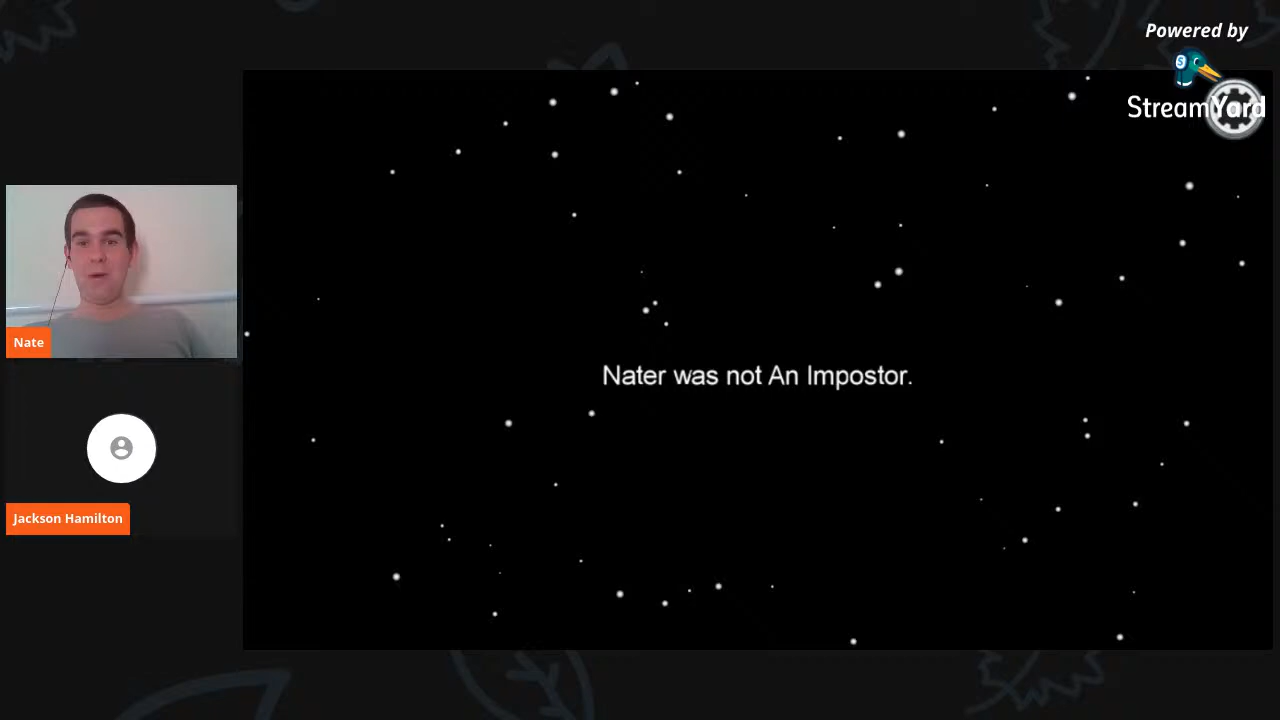 Powered by
StreamYard
Nate
Nater was not An Impostor.
Jackson Hamilton